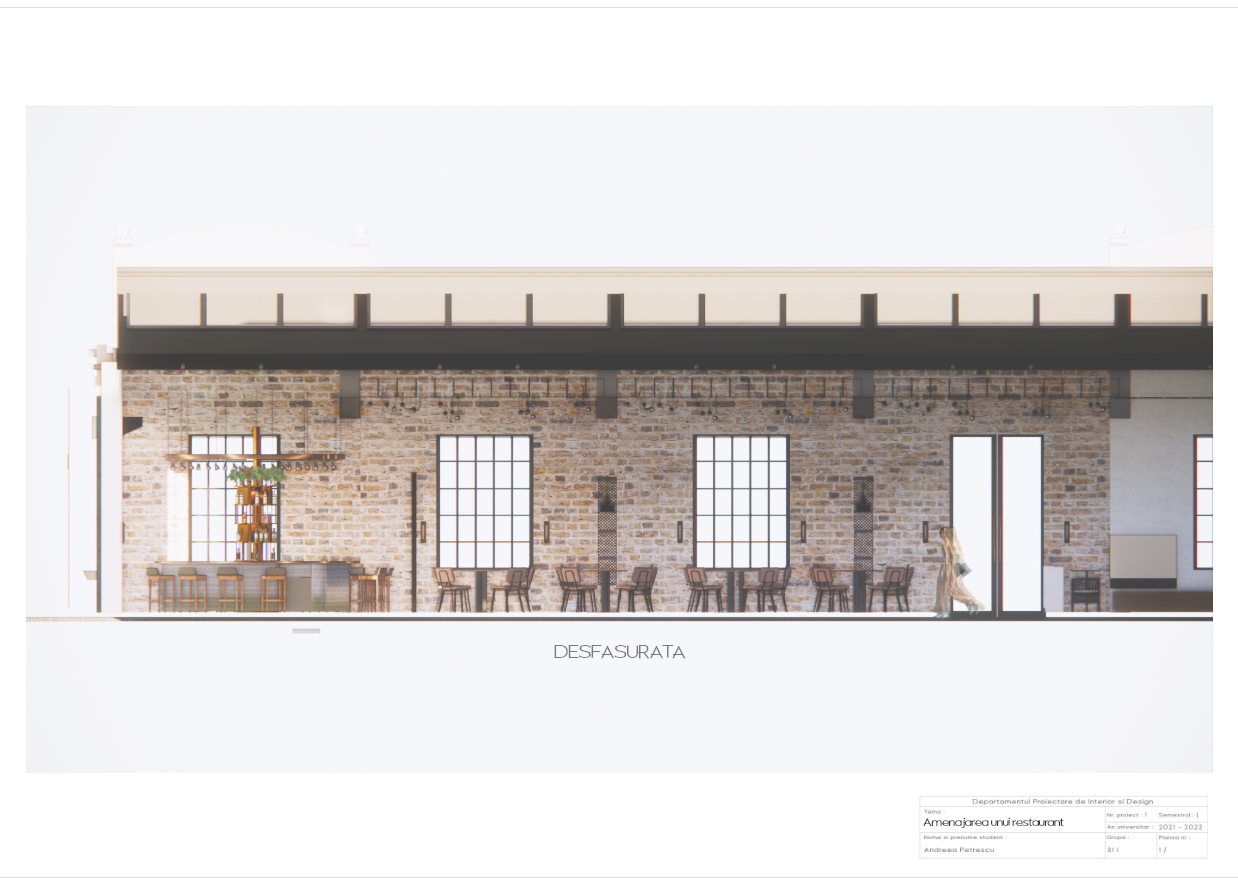 DESFASURATA
Departamentul Proiectare de Interior si Design
Tema :
Amenajarea unui restaurant
Nr. proiect : 1
Semestrul : I
An universitar :
2021 - 2022
Nume si prenume student :
Grupa :
Plansa nr :
Andreea Petrescu
31 i
1 /